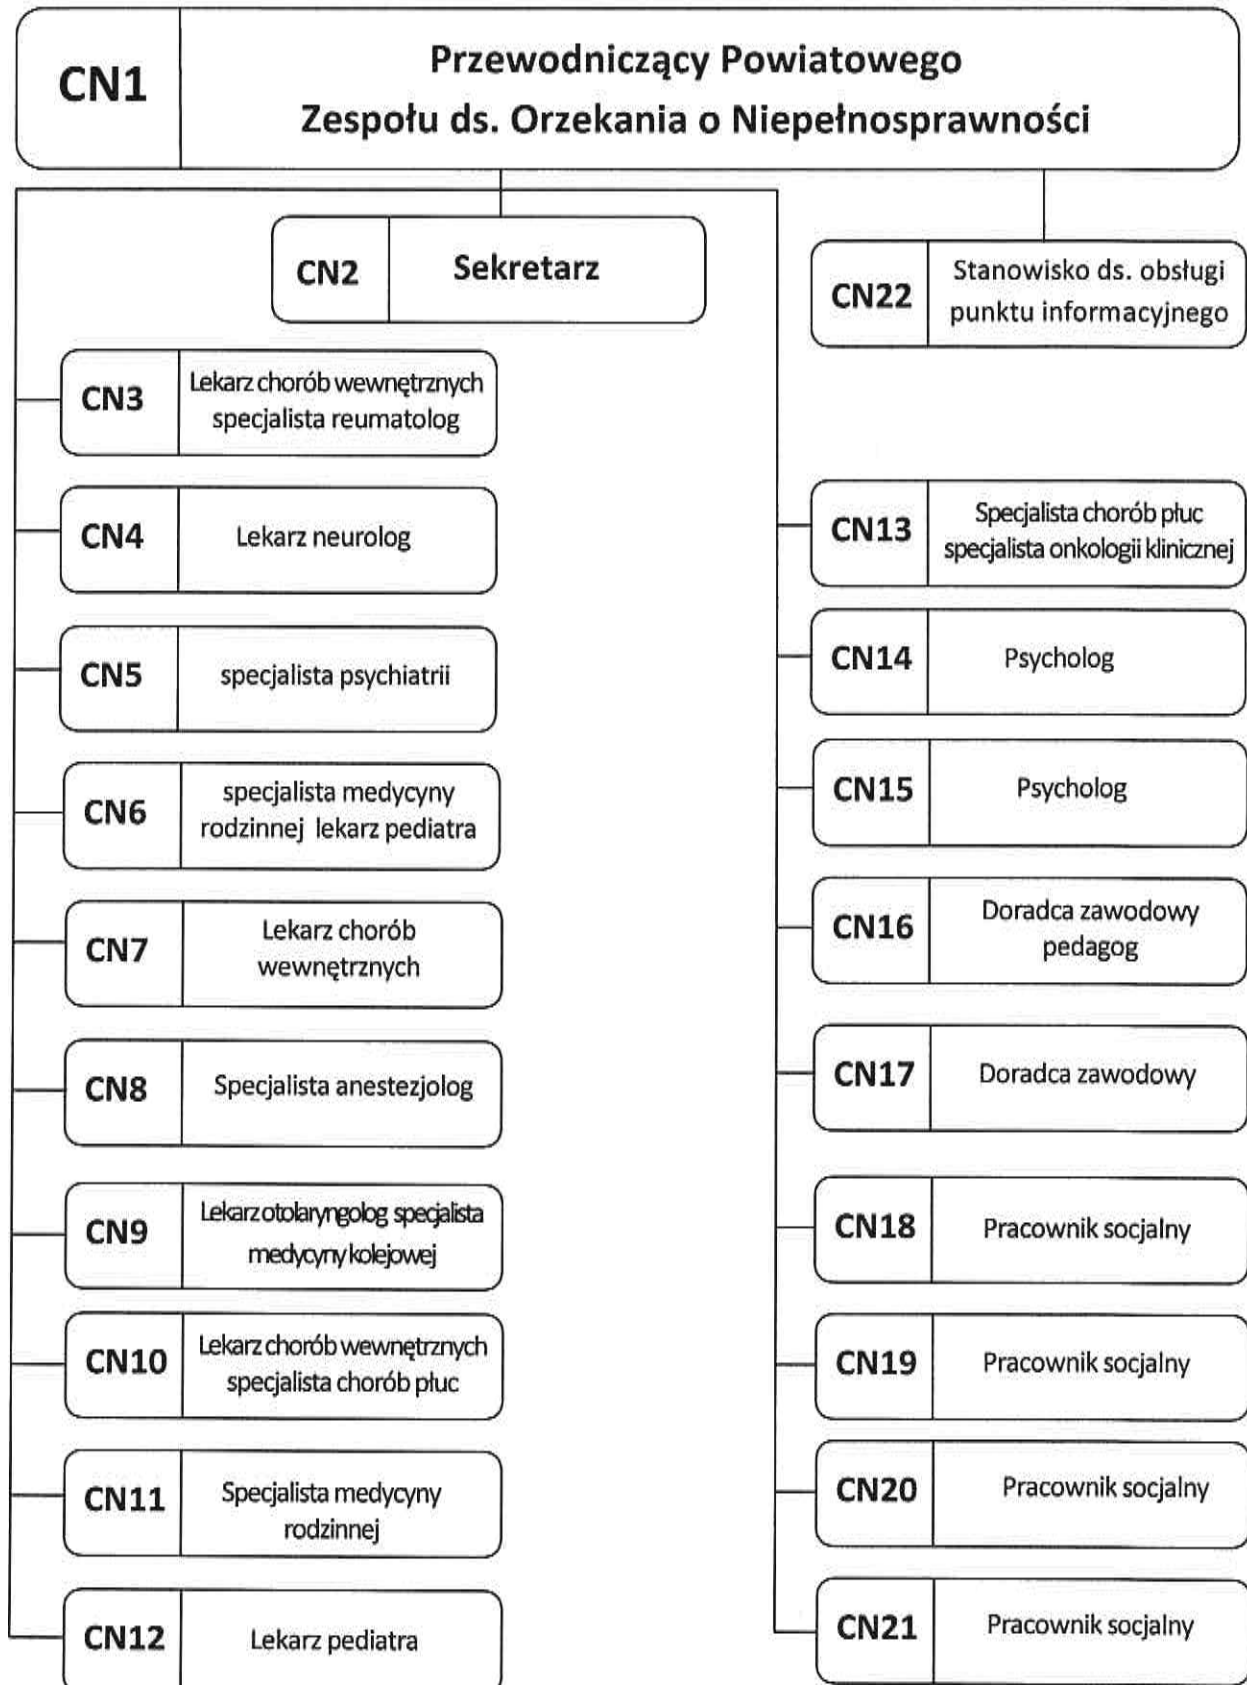 CN1
Przewodniczący Powiatowego
Zespołu ds. Orzekania o Niepełnosprawności
CN2
Sekretarz
CN22
Stanowisko ds. obsługi
punktu informacyjnego
CN3
Lekarz chorób wewnętrznych
specjalista reumatolog
CN4
Lekarz neurolog
CN5
specjalista psychiatrii
CN6
specjalista medycyny
rodzinnej lekarz pediatra
CN7
Lekarz chorób
wewnętrznych
CN8
Specjalista anestezjolog
CN9
Lekarz otolaryngolog specjalista
medycyny kolejowej
CN10
Lekarz chorób wewnętrznych
specjalista chorób płuc
CN11
Specjalista medycyny
rodzinnej
CN12
Lekarz pediatra
CN13
Specjalista chorób płuc
specjalista onkologii klinicznej
CN14
Psycholog
CN15
Psycholog
CN16
Doradca zawodowy
pedagog
CN17
Doradca zawodowy
CN18
Pracownik socjalny
CN19
Pracownik socjalny
CN20
Pracownik socjalny
CN21
Pracownik socjalny